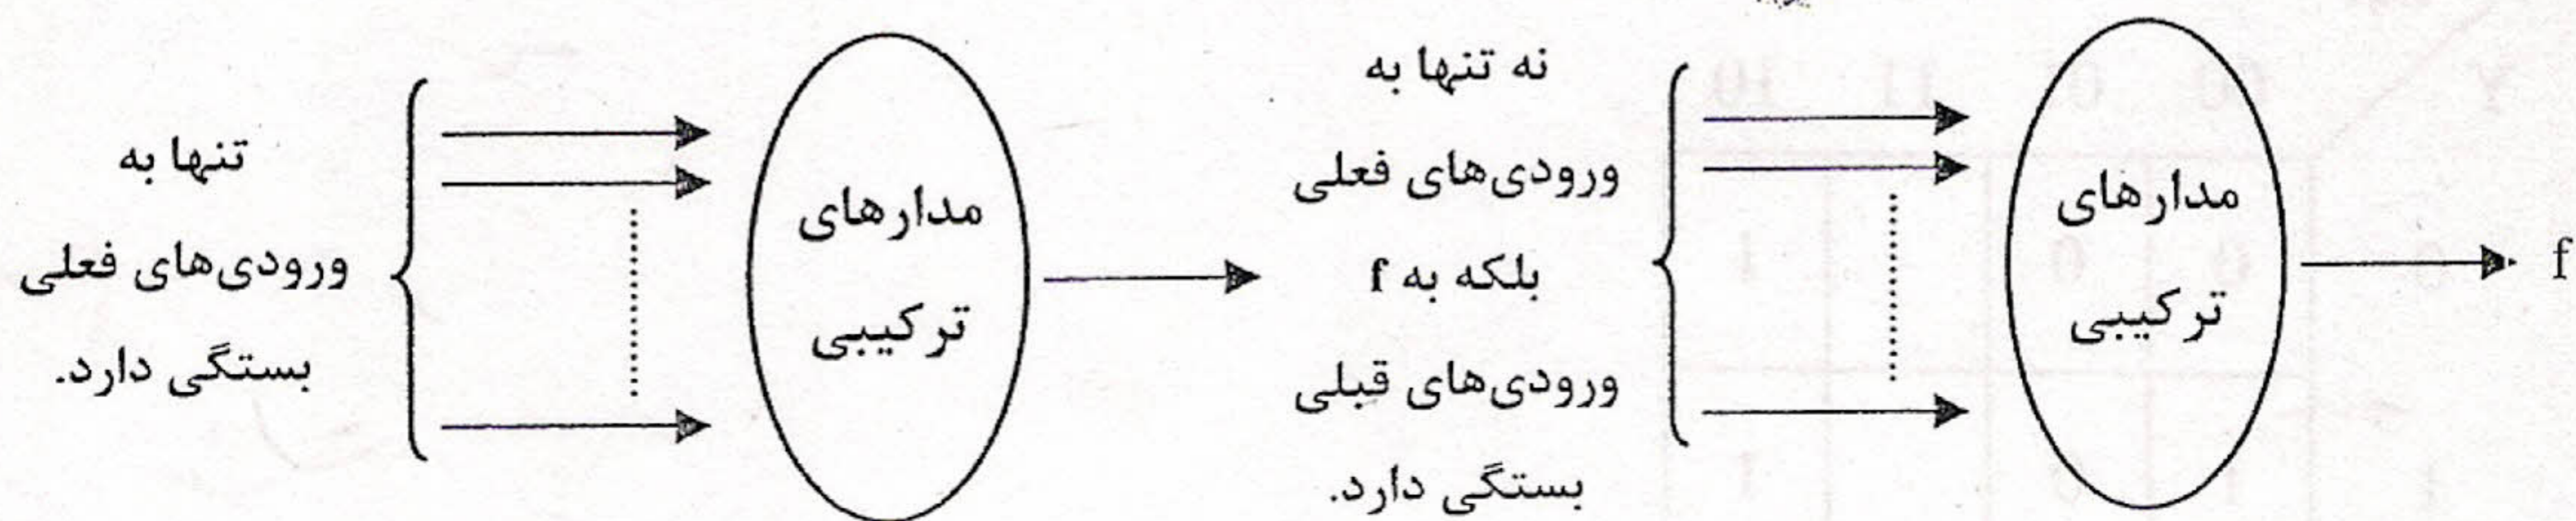 تنها به
ورودی‌های فعلی
بستگی دارد.
مدارهای
ترکیبی
نه تنها به
ورودی‌های فعلی
بلکه به f
ورودی‌های قبلی
بستگی دارد.
مدارهای
ترکیبی
f